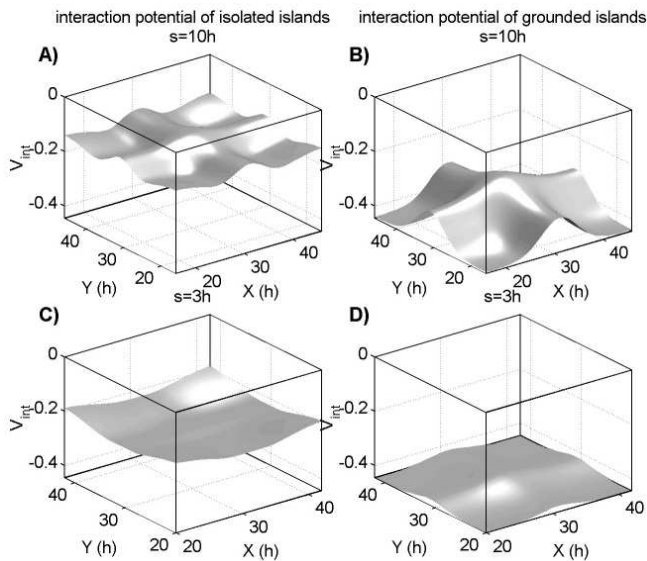 interaction potential of isolated islands
interaction potential of grounded islands
s=10h
s=10h
A)
B)
0
-0.2
-0.4
V_int
40
30
20
Y (h)
20
30
40
X (h)
0
-0.2
-0.4
V_int
40
30
20
Y (h)
20
30
40
X (h)
s=3h
s=3h
C)
D)
0
-0.2
-0.4
V_int
40
30
20
Y (h)
20
30
40
X (h)
0
-0.2
-0.4
V_int
40
30
20
Y (h)
20
30
40
X (h)